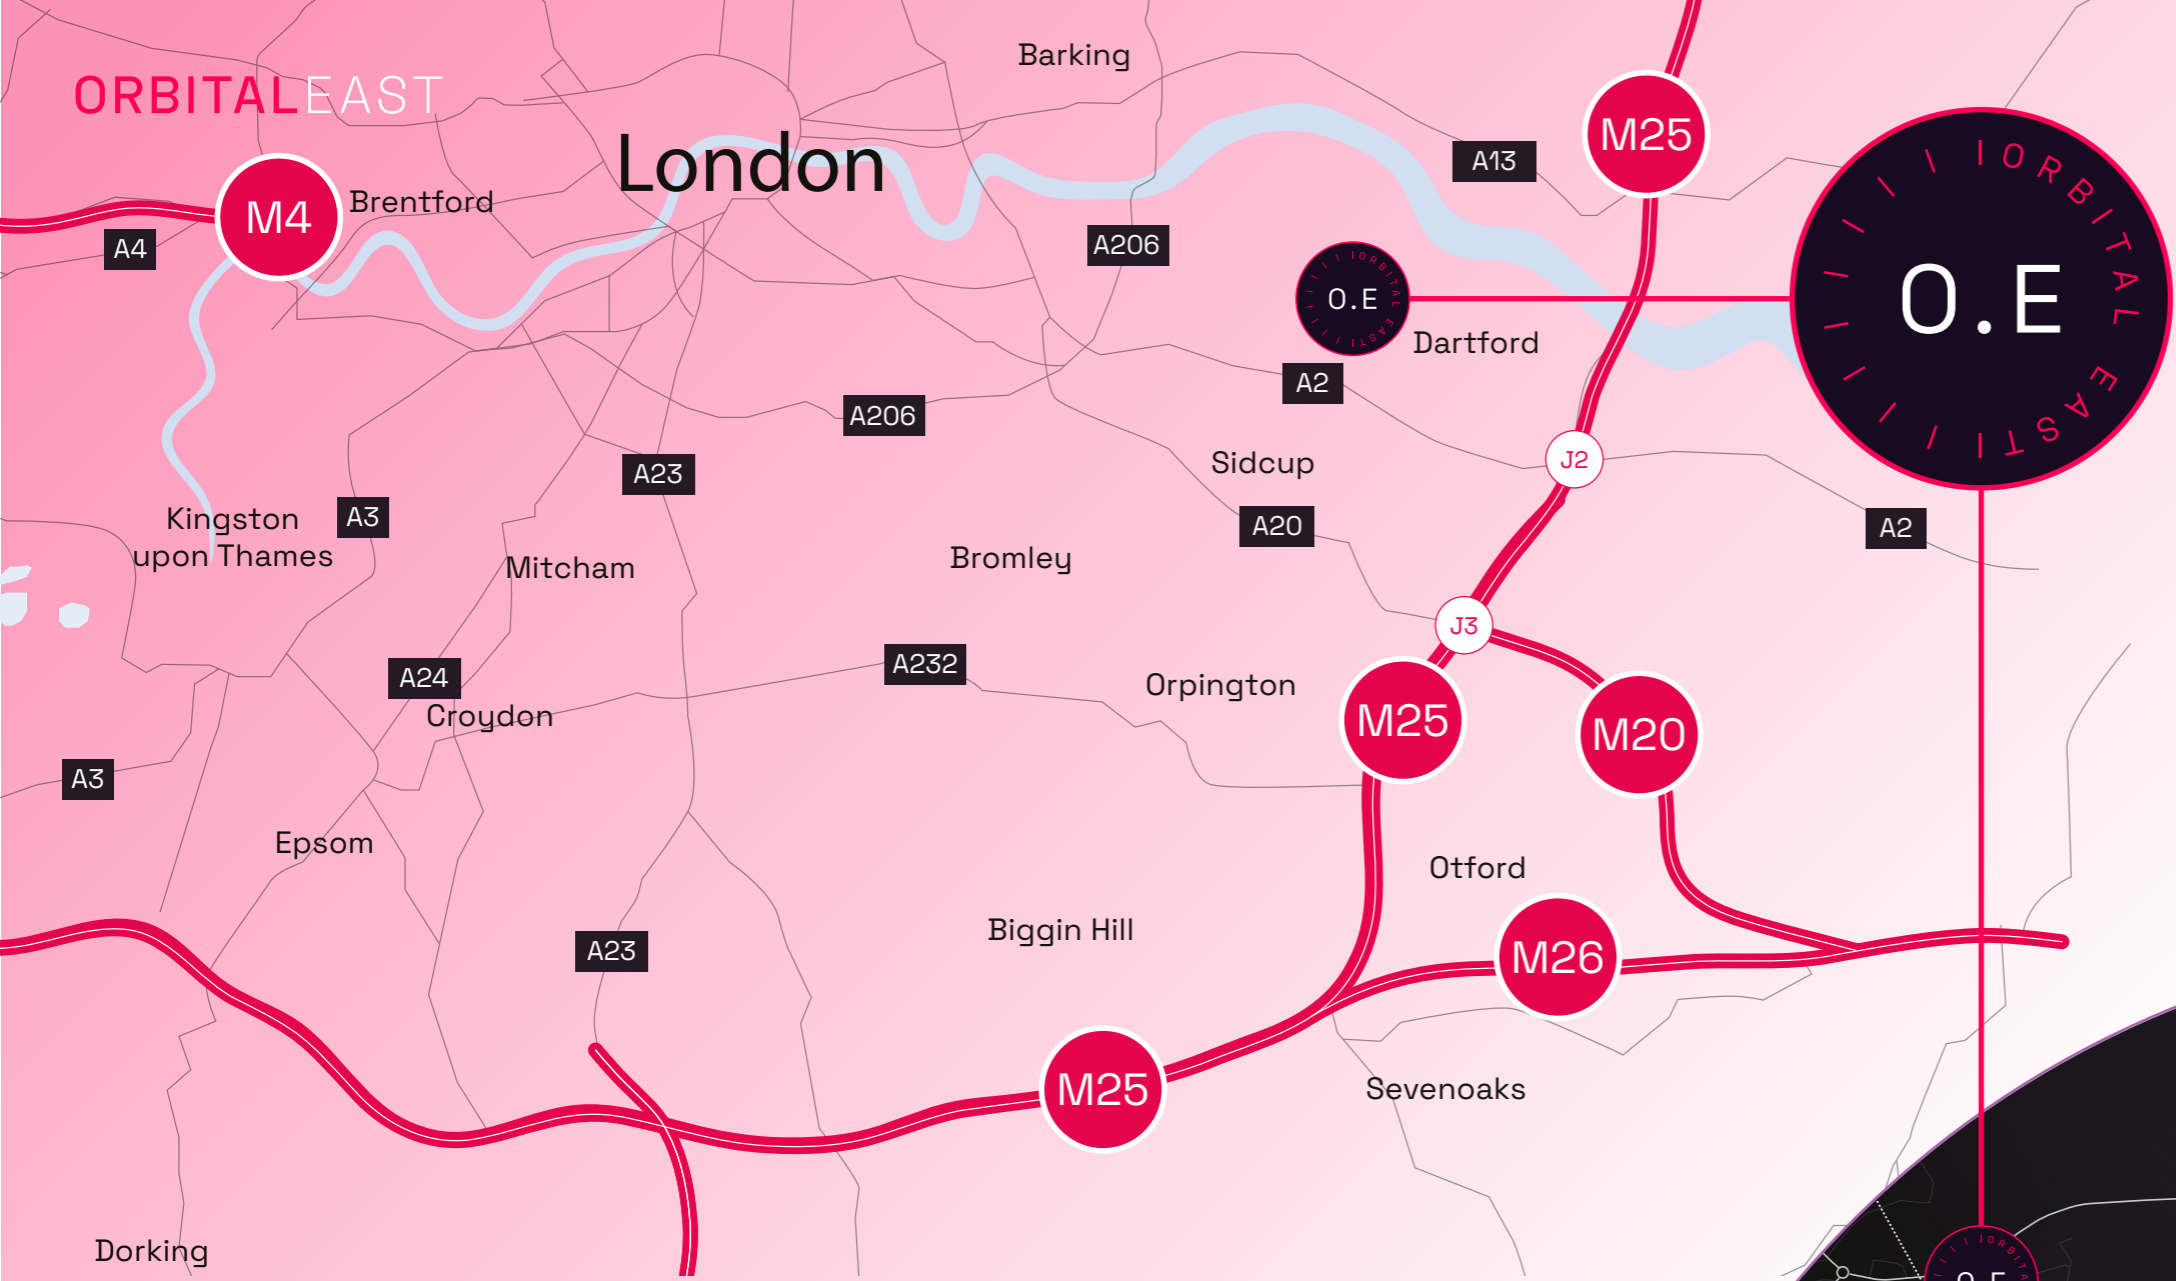 Barking
ORBITALEAST
M25
London
A13
ORBITAL EAST
O.E
M4
Brentford
A4
A206
ORBITAL EAST
O.E
Dartford
A2
A206
J2
Sidcup
A23
A20
A2
Kingston
upon Thames
A3
Mitcham
Bromley
J3
A232
A24
Orpington
Croydon
M25
M20
A3
Epsom
Otford
Biggin Hill
A23
M26
M25
Sevenoaks
Dorking
ORBITAL
O.E